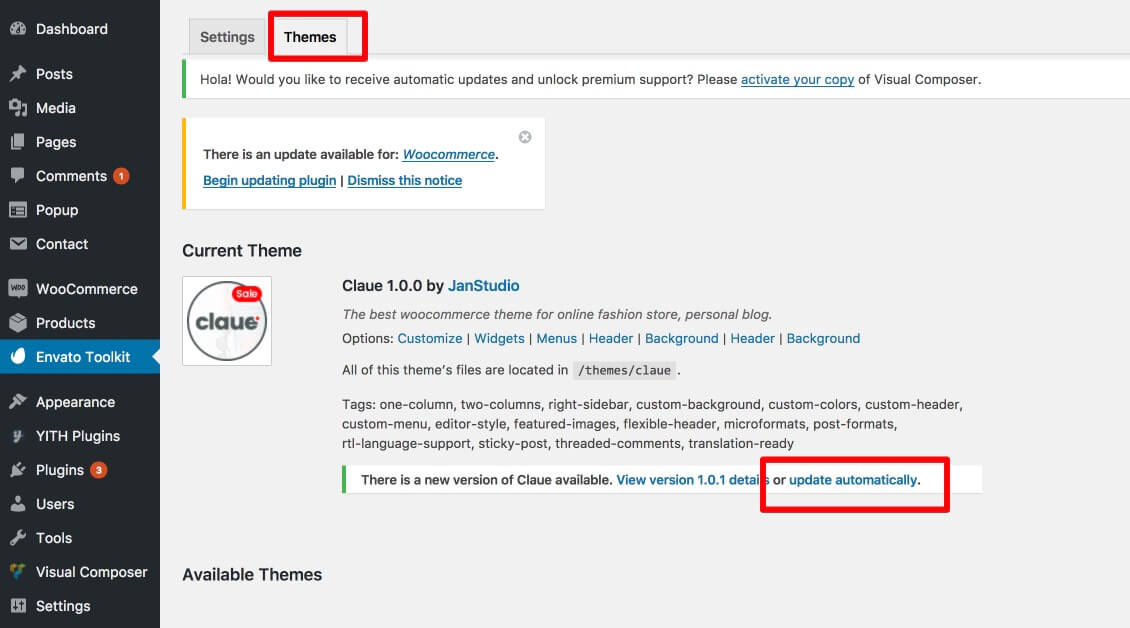 Dashboard
Posts
Media
Pages
Comments 1
Popup
Contact
WooCommerce
Products
Envato Toolkit
Appearance
YITH Plugins
Plugins 3
Users
Tools
Visual Composer
Settings
Settings Themes
Hola! Would you like to receive automatic updates and unlock premium support? Please activate your copy of Visual Composer.
There is an update available for: Woocommerce.
Begin updating plugin | Dismiss this notice
Current Theme
Sale
claue
Claue 1.0.0 by JanStudio
The best woocommerce theme for online fashion store, personal blog.
Options: Customize | Widgets | Menus | Header | Background | Header | Background
All of this theme's files are located in /themes/claue .
Tags: one-column, two-columns, right-sidebar, custom-background, custom-colors, custom-header,
custom-menu, editor-style, featured-images, flexible-header, microformats, post-formats,
rtl-language-support, sticky-post, threaded-comments, translation-ready
There is a new version of Claue available. View version 1.0.1 details or update automatically.
Available Themes